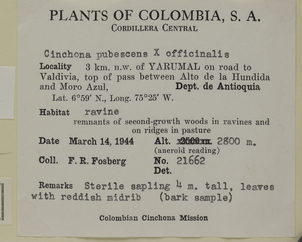 PLANTS OF COLOMBIA, S. A.
CORDILLERA CENTRAL
Cinchona pubescens X officinalis
Locality 3 km. n.w. of YARUMAL on road to
Valdivia, top of pass between Alto de la Hundida
and Moro Azul, Dept. de Antioquia
Lat. 6°59' N., Long. 75°25' W.
Habitat ravine
remnants of second-growth woods in ravines and
on ridges in pasture
Date March 14, 1944 Alt. 2800 m.
(aneroid reading)
Coll. F. R. Fosberg No. 21662
Det.
Remarks Sterile sapling 4 m. tall, leaves
with reddish midrib (bark sample)
Colombian Cinchona Mission